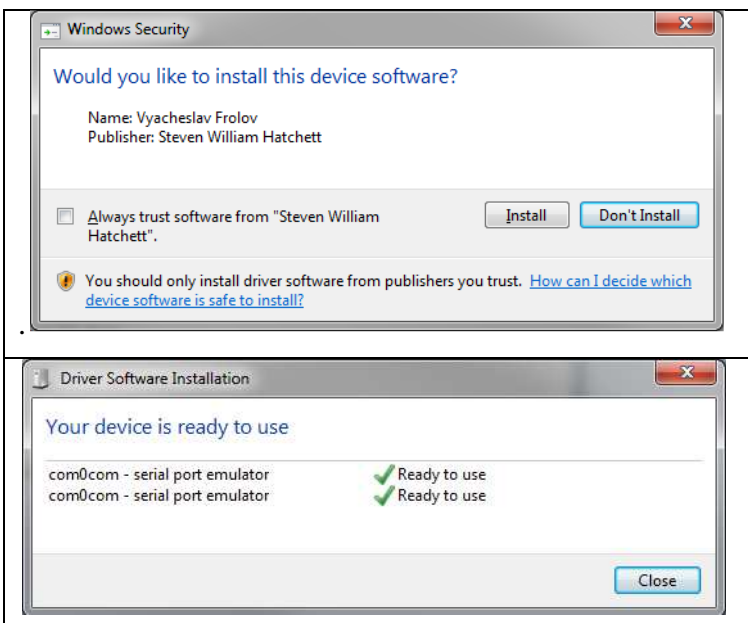 Windows Security
Would you like to install this device software?
Name: Vyacheslav Frolov
Publisher: Steven William Hatchett
Always trust software from "Steven William
Hatchett".
Install
Don't Install
You should only install driver software from publishers you trust. How can I decide which
device software is safe to install?
.
Driver Software Installation
Your device is ready to use
com0com - serial port emulator Ready to use
com0com - serial port emulator Ready to use
Close